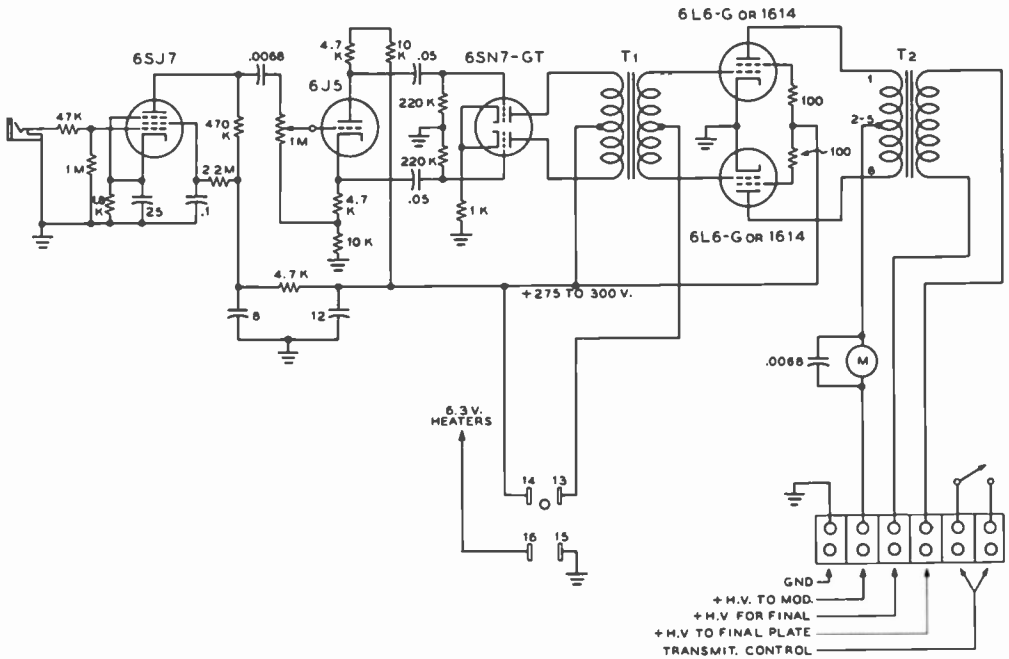 6L6-G OR 1614
6SJ7
.0068
4.7 K
10 K
.05
6SN7-GT
T1
T2
6J5
47K
470 K
1M
220 K
100
1
2-5
1M
2.2M
220 K
100
6
25
.1
.05
4.7 K
1 K
10 K
6L6-G OR 1614
4.7 K
+275 TO 300 V.
8
12
.0068
M
6.3 V.
HEATERS
14
13
16
15
GND
+ H.V. TO MOD.
+ H.V FOR FINAL
+ H.V TO FINAL PLATE
TRANSMIT. CONTROL